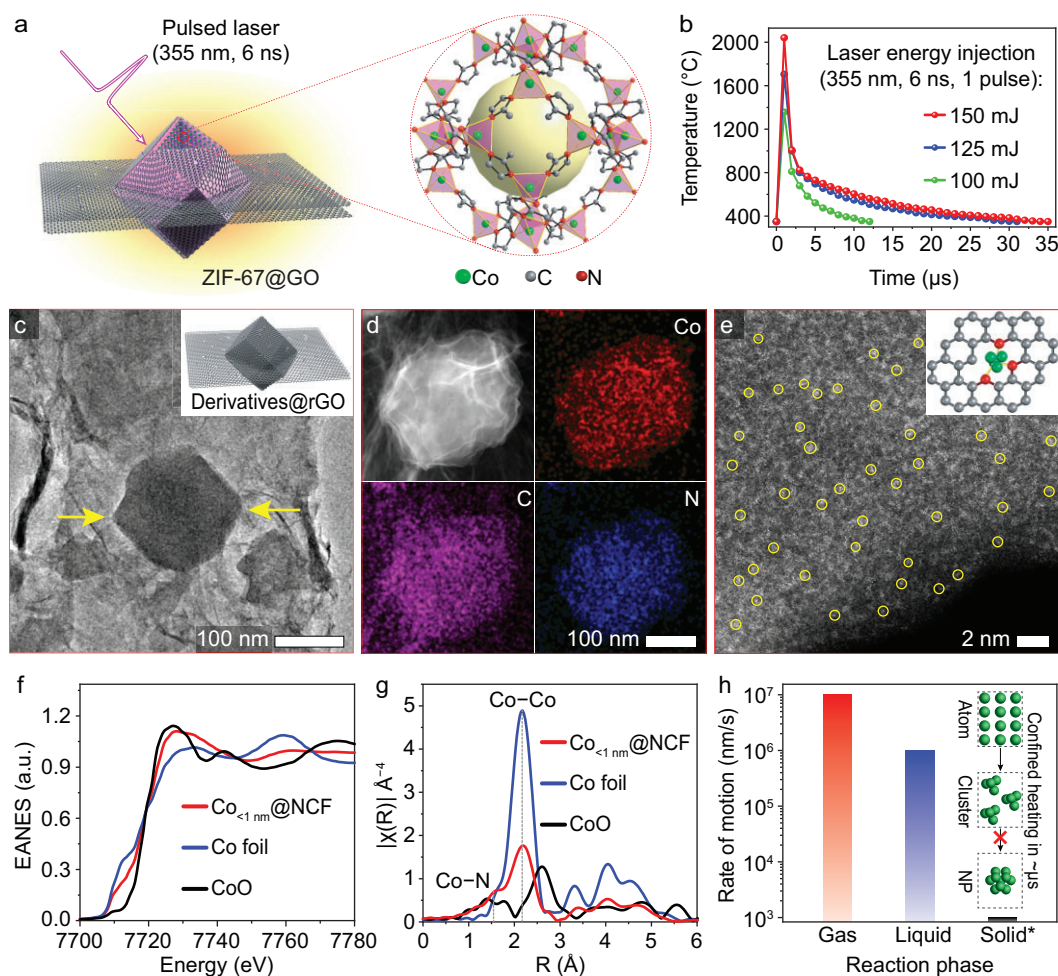 a
Pulsed laser
(355 nm, 6 ns)
ZIF-67@GO
Co
C
N
b
Temperature (°C)
2000
1600
1200
800
400
Laser energy injection
(355 nm, 6 ns, 1 pulse):
150 mJ
125 mJ
100 mJ
0 5 10 15 20 25 30 35
Time (µs)
c
Derivatives@rGO
100 nm
d
Co
C
N
100 nm
e
2 nm
f
EANES (a.u.)
1.2
0.9
0.6
0.3
0.0
Co<1 nm@NCF
Co foil
CoO
7700 7720 7740 7760 7780
Energy (eV)
g
|χ(R)| Å⁻⁴
5
4
3
2
1
0
Co−Co
Co−N
Co<1 nm@NCF
Co foil
CoO
0 1 2 3 4 5 6
R (Å)
h
Rate of motion (nm/s)
10⁷
10⁶
10⁵
10⁴
10³
Atom
Cluster
NP
Confined heating in ~µs
Gas Liquid Solid*
Reaction phase